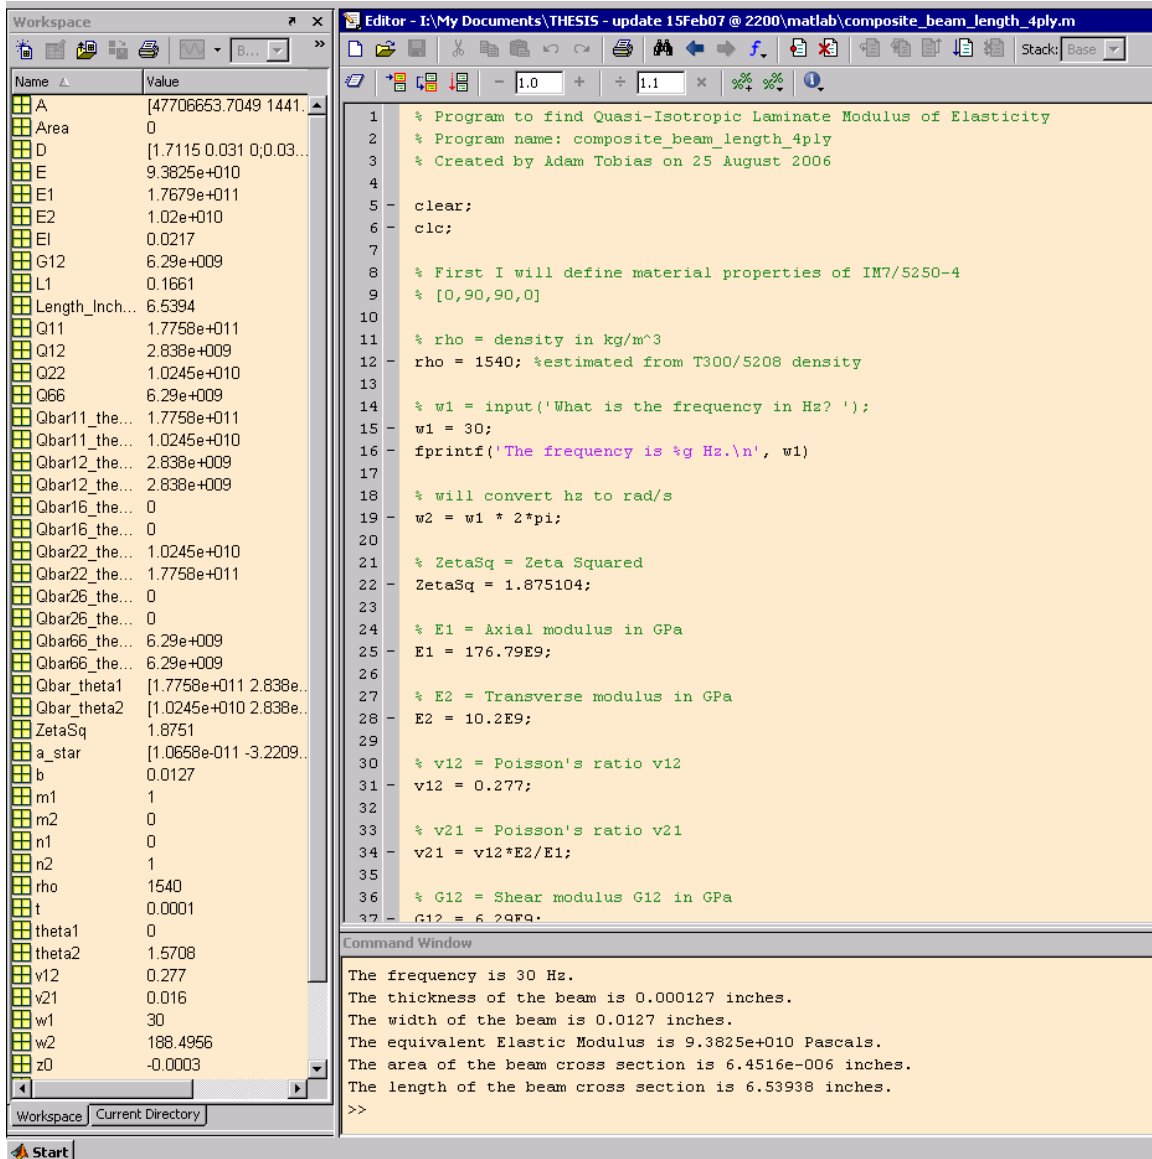 Workspace
B...
»
Name Value
A [47706653.7049 1441.
Area 0
D [1.7115 0.031 0;0.03...
E 9.3825e+010
E1 1.7679e+011
E2 1.02e+010
EI 0.0217
G12 6.29e+009
L1 0.1661
Length_Inch... 6.5394
Q11 1.7758e+011
Q12 2.838e+009
Q22 1.0245e+010
Q66 6.29e+009
Qbar11_the... 1.7758e+011
Qbar11_the... 1.0245e+010
Qbar12_the... 2.838e+009
Qbar12_the... 2.838e+009
Qbar16_the... 0
Qbar16_the... 0
Qbar22_the... 1.0245e+010
Qbar22_the... 1.7758e+011
Qbar26_the... 0
Qbar26_the... 0
Qbar66_the... 6.29e+009
Qbar66_the... 6.29e+009
Qbar_theta1 [1.7758e+011 2.838e..
Qbar_theta2 [1.0245e+010 2.838e..
ZetaSq 1.8751
a_star [1.0658e-011 -3.2209..
b 0.0127
m1 1
m2 0
n1 0
n2 1
rho 1540
t 0.0001
theta1 0
theta2 1.5708
v12 0.277
v21 0.016
w1 30
w2 188.4956
z0 -0.0003
Workspace Current Directory
Start
Editor - I:\My Documents\THESIS - update 15Feb07 @ 2200\matlab\composite_beam_length_4ply.m
Stack: Base
− 1.0 + ÷ 1.1 ×
1 % Program to find Quasi-Isotropic Laminate Modulus of Elasticity
2 % Program name: composite_beam_length_4ply
3 % Created by Adam Tobias on 25 August 2006
4
5 - clear;
6 - clc;
7
8 % First I will define material properties of IM7/5250-4
9 % [0,90,90,0]
10
11 % rho = density in kg/m^3
12 - rho = 1540; %estimated from T300/5208 density
13
14 % w1 = input('What is the frequency in Hz? ');
15 - w1 = 30;
16 - fprintf('The frequency is %g Hz.\n', w1)
17
18 % will convert hz to rad/s
19 - w2 = w1 * 2*pi;
20
21 % ZetaSq = Zeta Squared
22 - ZetaSq = 1.875104;
23
24 % E1 = Axial modulus in GPa
25 - E1 = 176.79E9;
26
27 % E2 = Transverse modulus in GPa
28 - E2 = 10.2E9;
29
30 % v12 = Poisson's ratio v12
31 - v12 = 0.277;
32
33 % v21 = Poisson's ratio v21
34 - v21 = v12*E2/E1;
35
36 % G12 = Shear modulus G12 in GPa
37 - G12 = 6.29E9;
Command Window
The frequency is 30 Hz.
The thickness of the beam is 0.000127 inches.
The width of the beam is 0.0127 inches.
The equivalent Elastic Modulus is 9.3825e+010 Pascals.
The area of the beam cross section is 6.4516e-006 inches.
The length of the beam cross section is 6.53938 inches.
>>